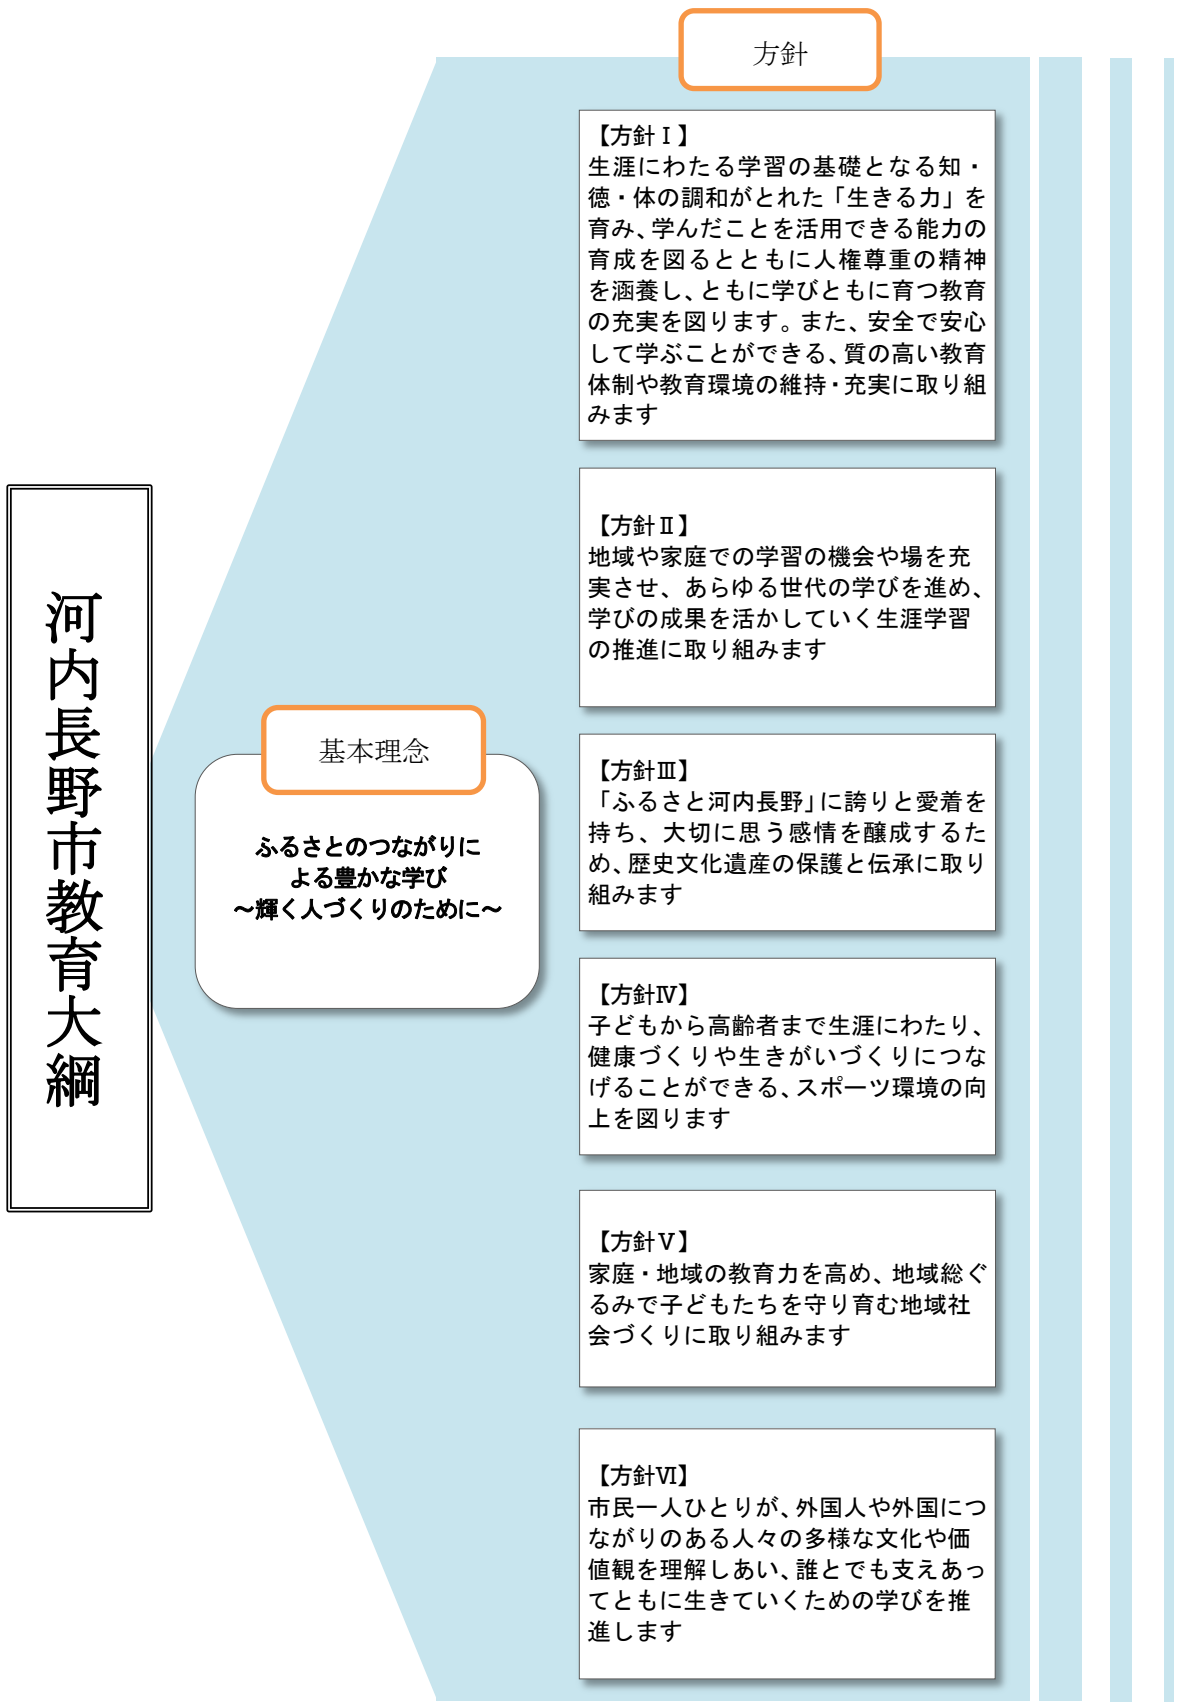 河内長野市教育大綱
基本理念
ふるさとのつながりに
よる豊かな学び
～輝く人づくりのために～
方針
【方針Ⅰ】
生涯にわたる学習の基礎となる知・
徳・体の調和がとれた「生きる力」を
育み、学んだことを活用できる能力の
育成を図るとともに人権尊重の精神
を涵養し、ともに学びともに育つ教育
の充実を図ります。また、安全で安心
して学ぶことができる、質の高い教育
体制や教育環境の維持・充実に取り組
みます
【方針Ⅱ】
地域や家庭での学習の機会や場を充
実させ、あらゆる世代の学びを進め、
学びの成果を活かしていく生涯学習
の推進に取り組みます
【方針Ⅲ】
「ふるさと河内長野」に誇りと愛着を
持ち、大切に思う感情を醸成するた
め、歴史文化遺産の保護と伝承に取り
組みます
【方針Ⅳ】
子どもから高齢者まで生涯にわたり、
健康づくりや生きがいづくりにつな
げることができる、スポーツ環境の向
上を図ります
【方針Ⅴ】
家庭・地域の教育力を高め、地域総ぐ
るみで子どもたちを守り育む地域社
会づくりに取り組みます
【方針Ⅵ】
市民一人ひとりが、外国人や外国につ
ながりのある人々の多様な文化や価
値観を理解しあい、誰とでも支えあっ
てともに生きていくための学びを推
進します